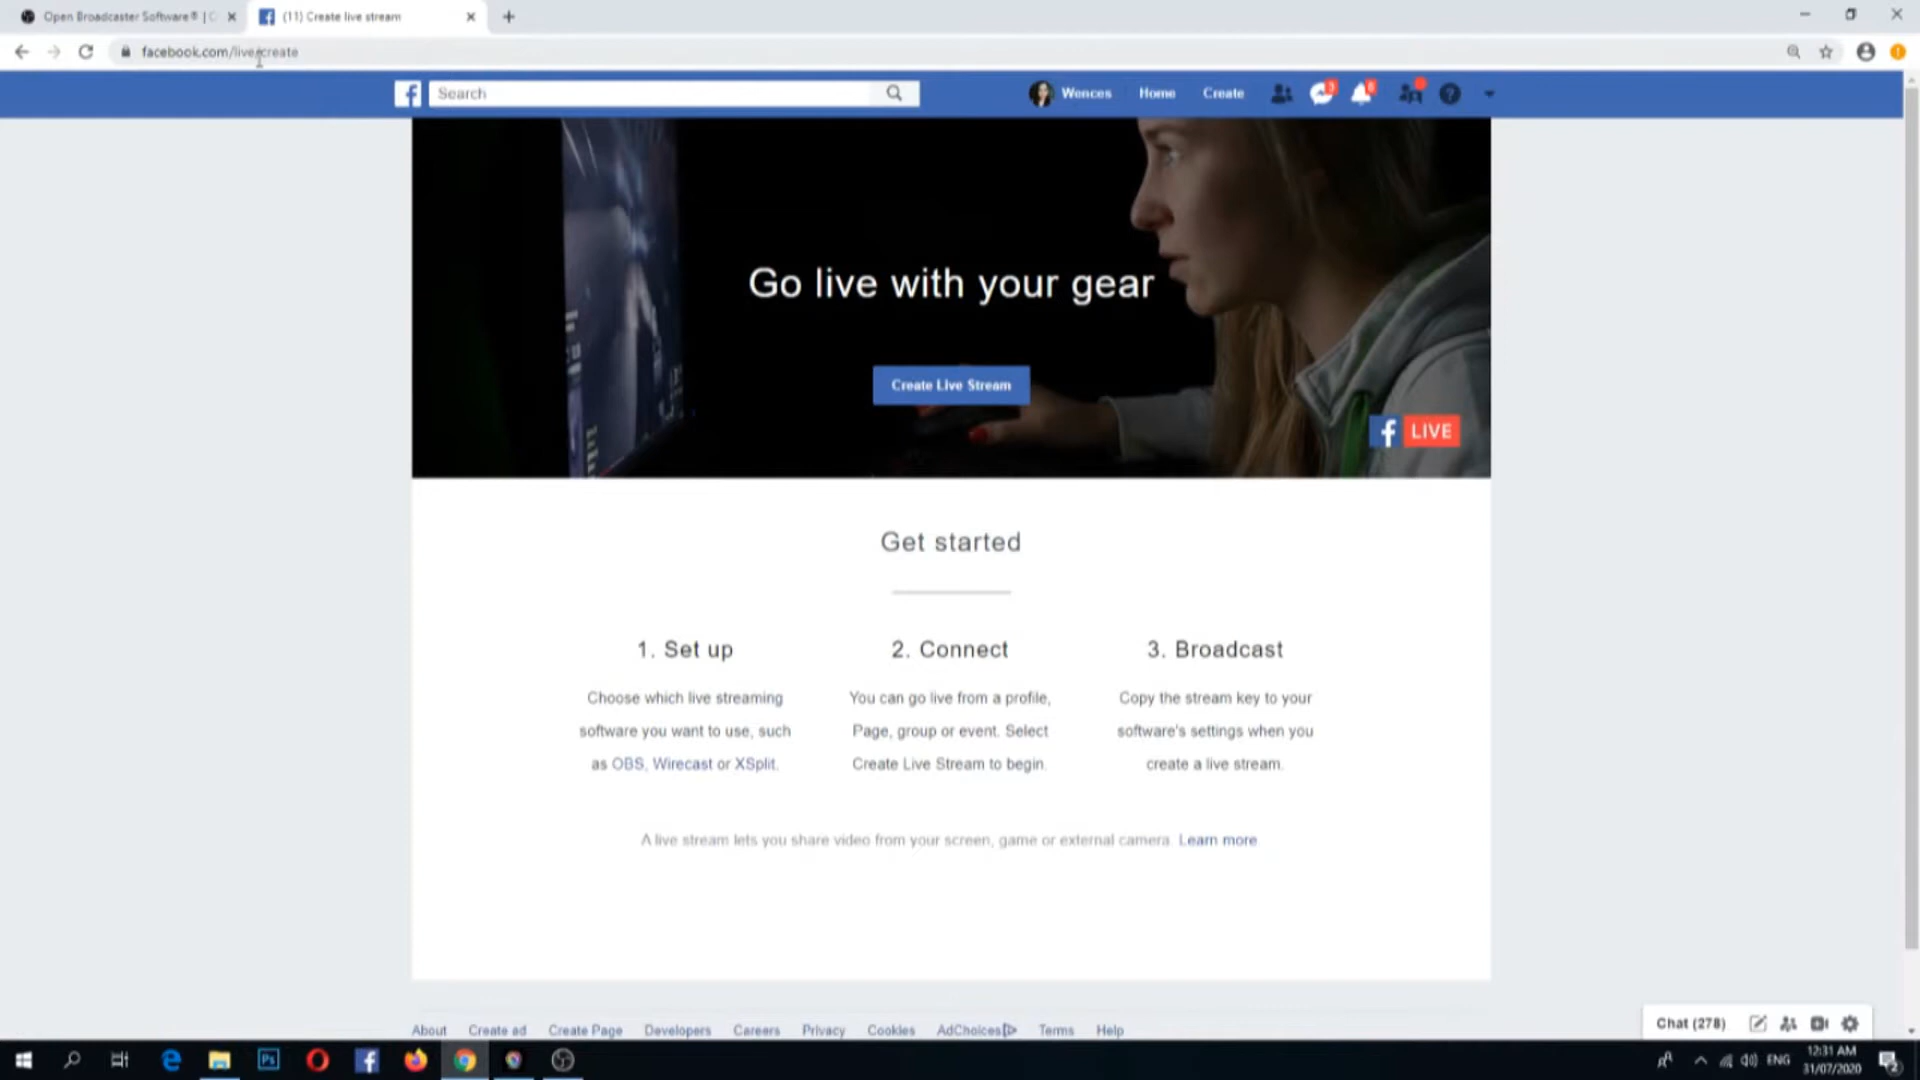 Open Broadcaster Software® | C
(11) Create live stream
facebook.com/live/create
Search
Wences
Home
Create
Go live with your gear
Create Live Stream
LIVE
Get started
1. Set up
Choose which live streaming
software you want to use, such
as OBS, Wirecast or XSplit.
2. Connect
You can go live from a profile,
Page, group or event. Select
Create Live Stream to begin.
3. Broadcast
Copy the stream key to your
software's settings when you
create a live stream.
A live stream lets you share video from your screen, game or external camera. Learn more
About Create ad Create Page Developers Careers Privacy Cookies AdChoices Terms Help
Chat (278)
Ps
ENG
12:31 AM
31/07/2020